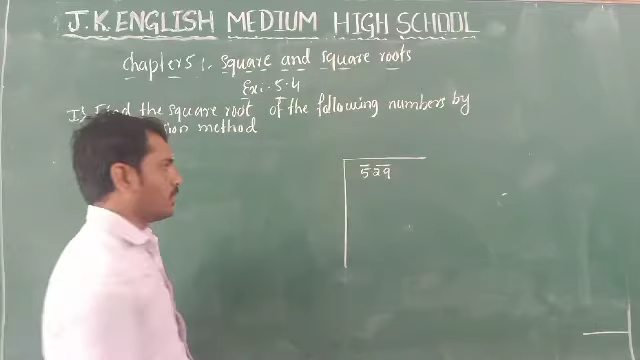 J.K. ENGLISH MEDIUM HIGH SCHOOL
chapter 5 :. square and square roots
Ex:. 5.4
I> Find the square root of the following numbers by
method
529